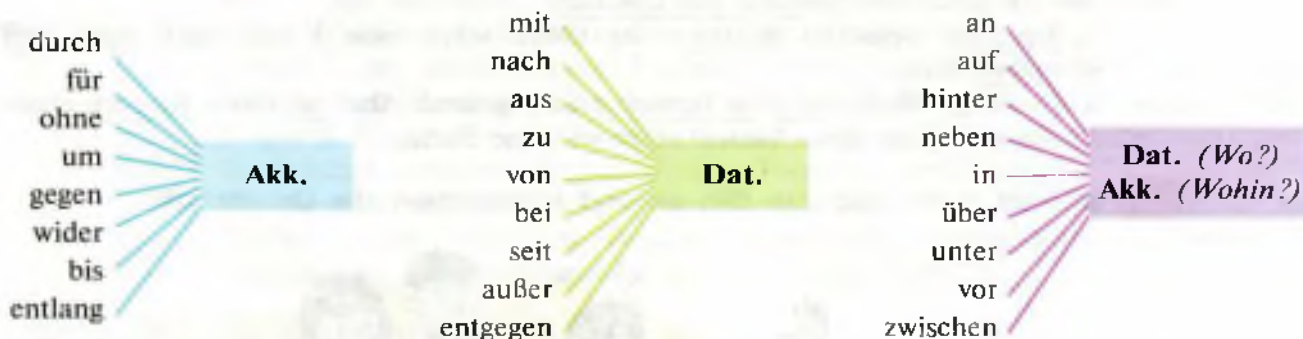 durch
für
ohne
um
gegen
wider
bis
entlang
Akk.
mit
nach
aus
zu
von
bei
seit
außer
entgegen
Dat.
an
auf
hinter
neben
in
über
unter
vor
zwischen
Dat. (Wo?)
Akk. (Wohin?)